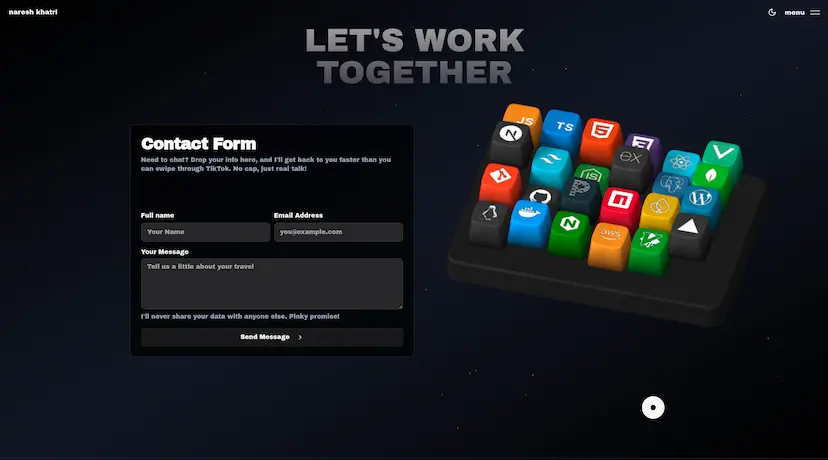 naresh khatri
menu
LET'S WORK
TOGETHER
Contact Form
Need to chat? Drop your info here, and I'll get back to you faster than you
can swipe through TikTok. No cap, just real talk!
Full name
Email Address
Your Name
you@example.com
Your Message
Tell us a little about your travel
I'll never share your data with anyone else. Pinky promise!
Send Message
JS
TS
ex
aws